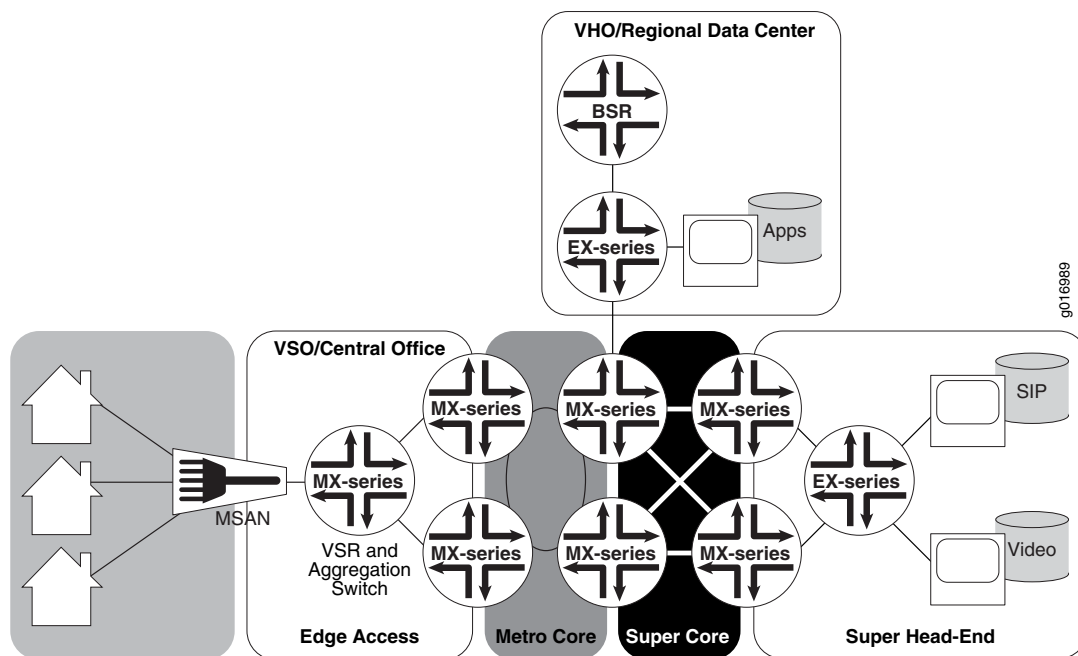 VHO/Regional Data Center
BSR
EX-series
Apps
g016989
VSO/Central Office
MX-series
MX-series
MX-series
SIP
MX-series
EX-series
MSAN
MX-series
MX-series
MX-series
Video
VSR and
Aggregation
Switch
Edge Access
Metro Core
Super Core
Super Head-End